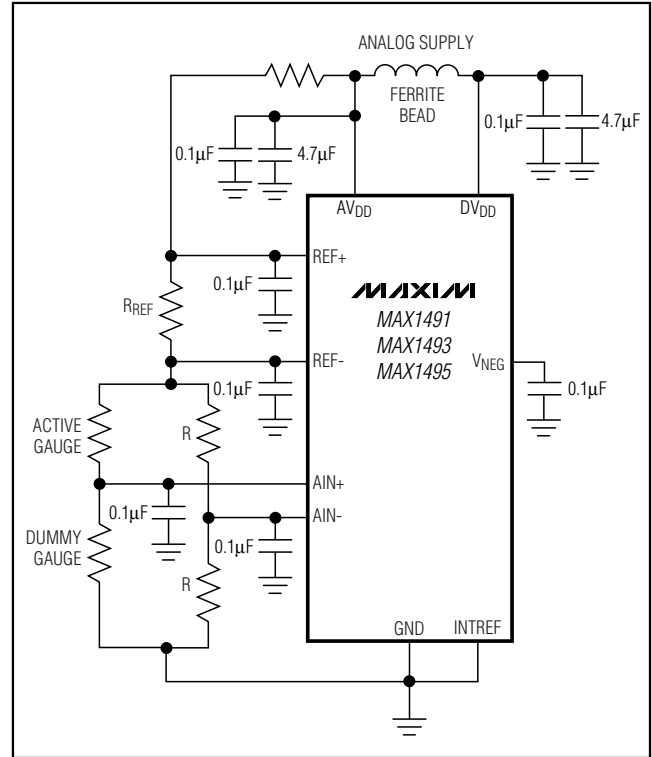 ANALOG SUPPLY
FERRITE
BEAD
0.1µF
4.7µF
0.1µF
4.7µF
AVDD
DVDD
REF+
0.1µF
RREF
MAXIM
MAX1491
MAX1493
MAX1495
REF-
VNEG
0.1µF
0.1µF
ACTIVE
GAUGE
R
AIN+
0.1µF
AIN-
DUMMY
GAUGE
0.1µF
R
GND
INTREF